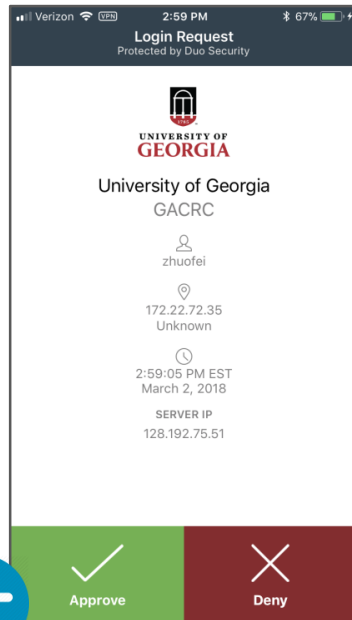 Verizon VPN 2:59 PM 67%
Login Request
Protected by Duo Security
1785
UNIVERSITY OF
GEORGIA
University of Georgia
GACRC
zhuofei
172.22.72.35
Unknown
2:59:05 PM EST
March 2, 2018
SERVER IP
128.192.75.51
Approve Deny